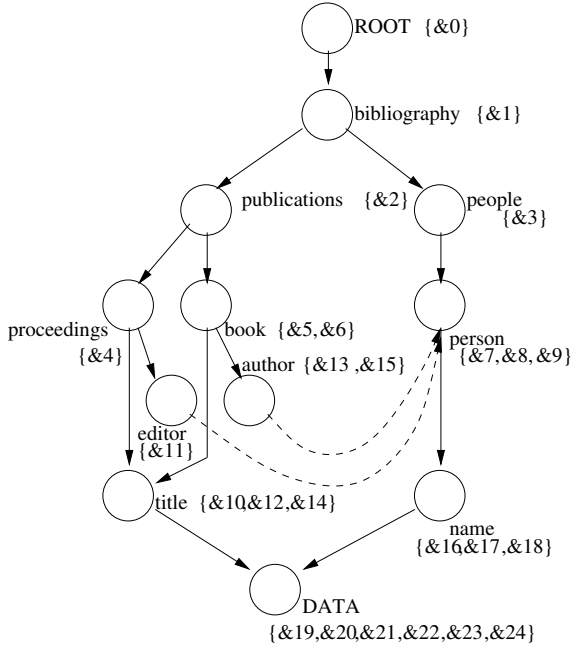 ROOT {&0}
bibliography {&1}
publications {&2}
people
{&3}
proceedings
{&4}
book {&5,&6}
person
{&7,&8,&9}
author {&13 ,&15}
editor
{&11}
title {&10,&12,&14}
name
{&16,&17,&18}
DATA
{&19,&20,&21,&22,&23,&24}